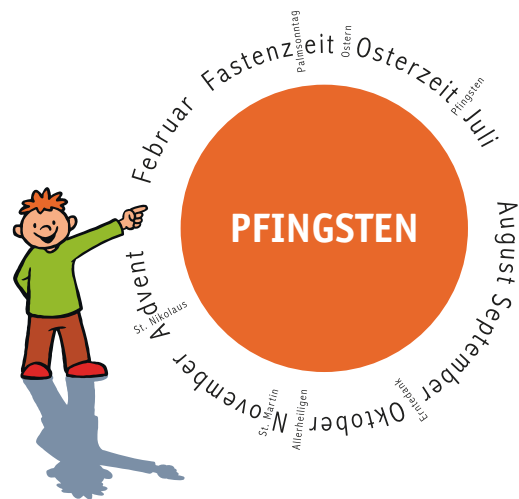 Februar
Fastenzeit
Palmsonntag
Ostern
Osterzeit
Pfingsten
Juli
August
September
Erntedank
Oktober
Allerheiligen
St. Martin
November
St. Nikolaus
Advent
PFINGSTEN